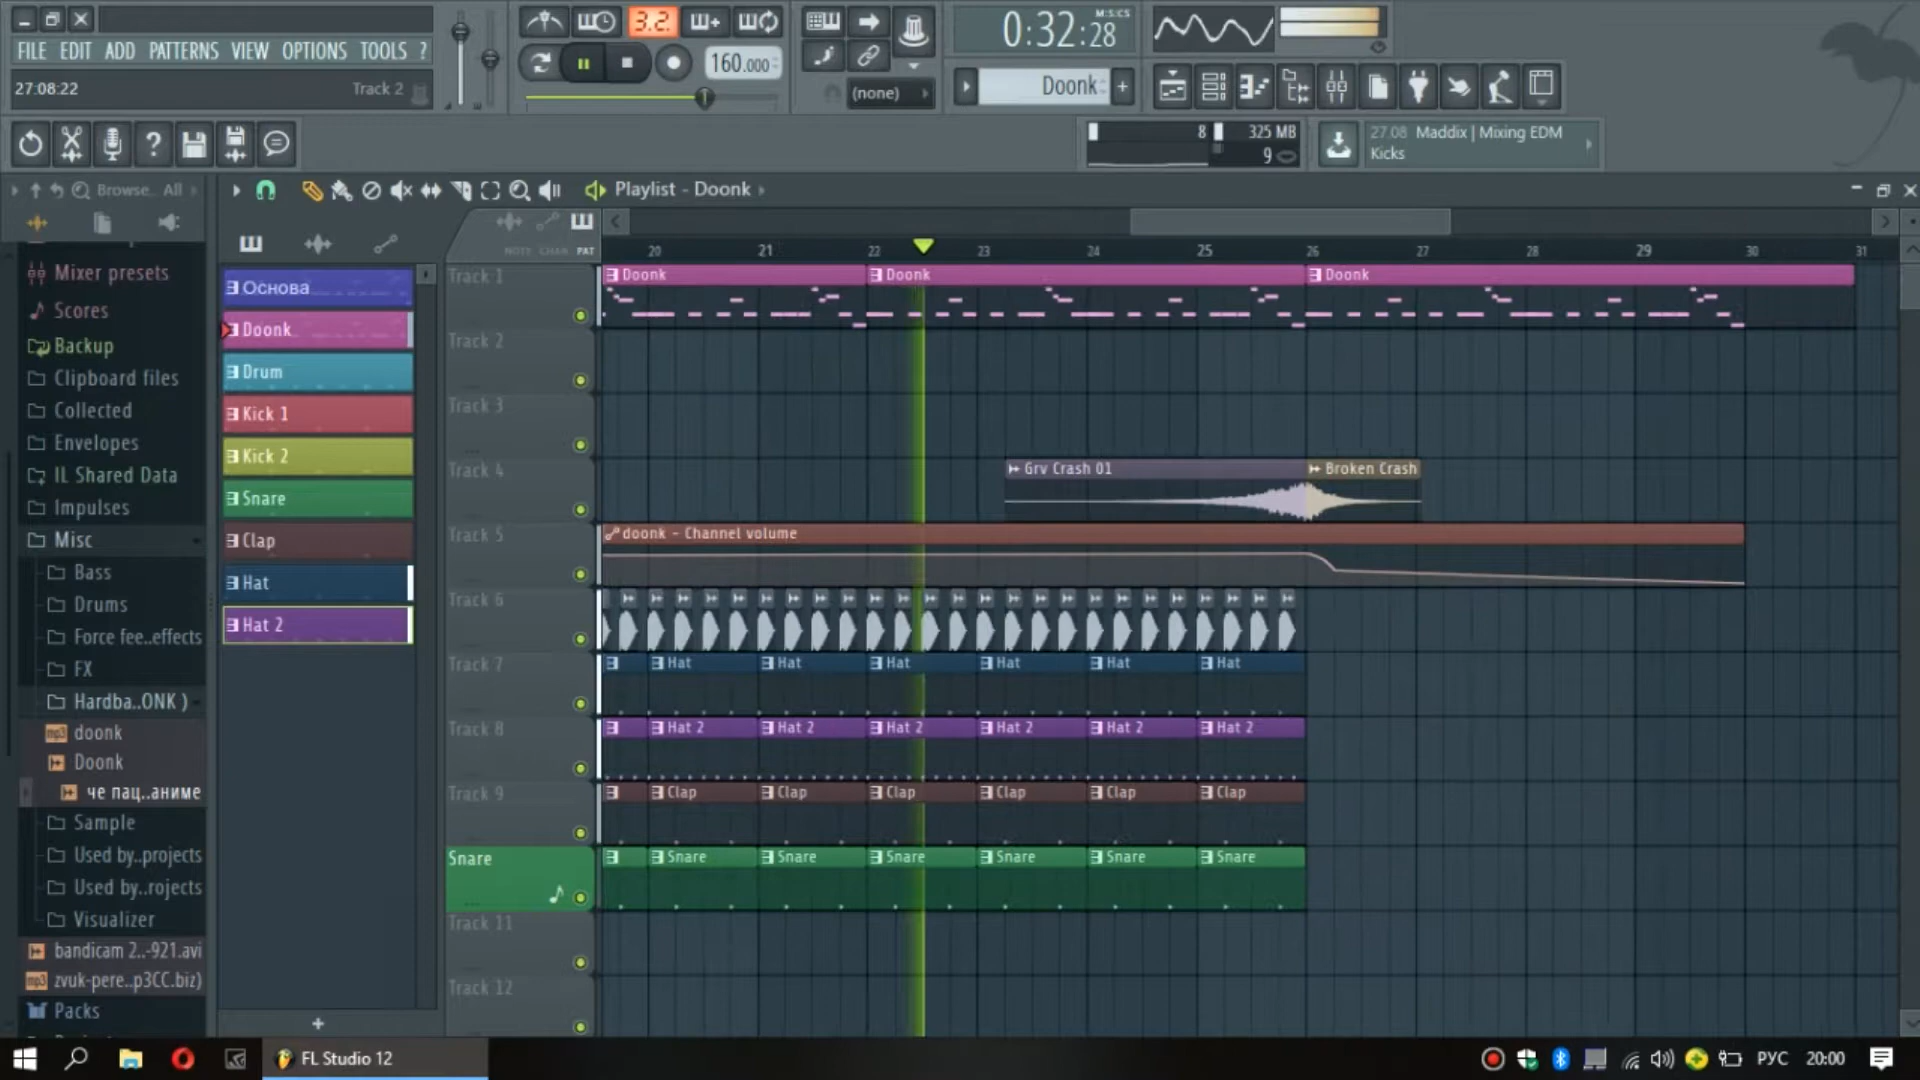 FILE EDIT ADD PATTERNS VIEW OPTIONS TOOLS ?
27:08:22 Track 2
3.2.
160.000
(none)
0:32:28
M:S:CS
Doonk
8 325 MB
9
27.08 Maddix | Mixing EDM
Kicks
Browse.. All
Playlist - Doonk
NOTE CHAN PAT
20 21 22 23 24 25 26 27 28 29 30 31
Mixer presets
Scores
Backup
Clipboard files
Collected
Envelopes
IL Shared Data
Impulses
Misc
Bass
Drums
Force fee..effects
FX
Hardba..ONK )
doonk
Doonk
че пац..аниме
Sample
Used by..projects
Used by..rojects
Visualizer
bandicam 2..-921.avi
zvuk-pere..p3CC.biz)
Packs
Основа
Doonk
Drum
Kick 1
Kick 2
Snare
Clap
Hat
Hat 2
Track 1
Doonk Doonk Doonk
Track 2
Track 3
Track 4
Grv Crash 01 Broken Crash
Track 5
doonk - Channel volume
Track 6
Track 7
Hat Hat Hat Hat Hat Hat
Track 8
Hat 2 Hat 2 Hat 2 Hat 2 Hat 2 Hat 2
Track 9
Clap Clap Clap Clap Clap Clap
Snare
Snare Snare Snare Snare Snare Snare
Track 11
Track 12
FL Studio 12
РУС 20:00